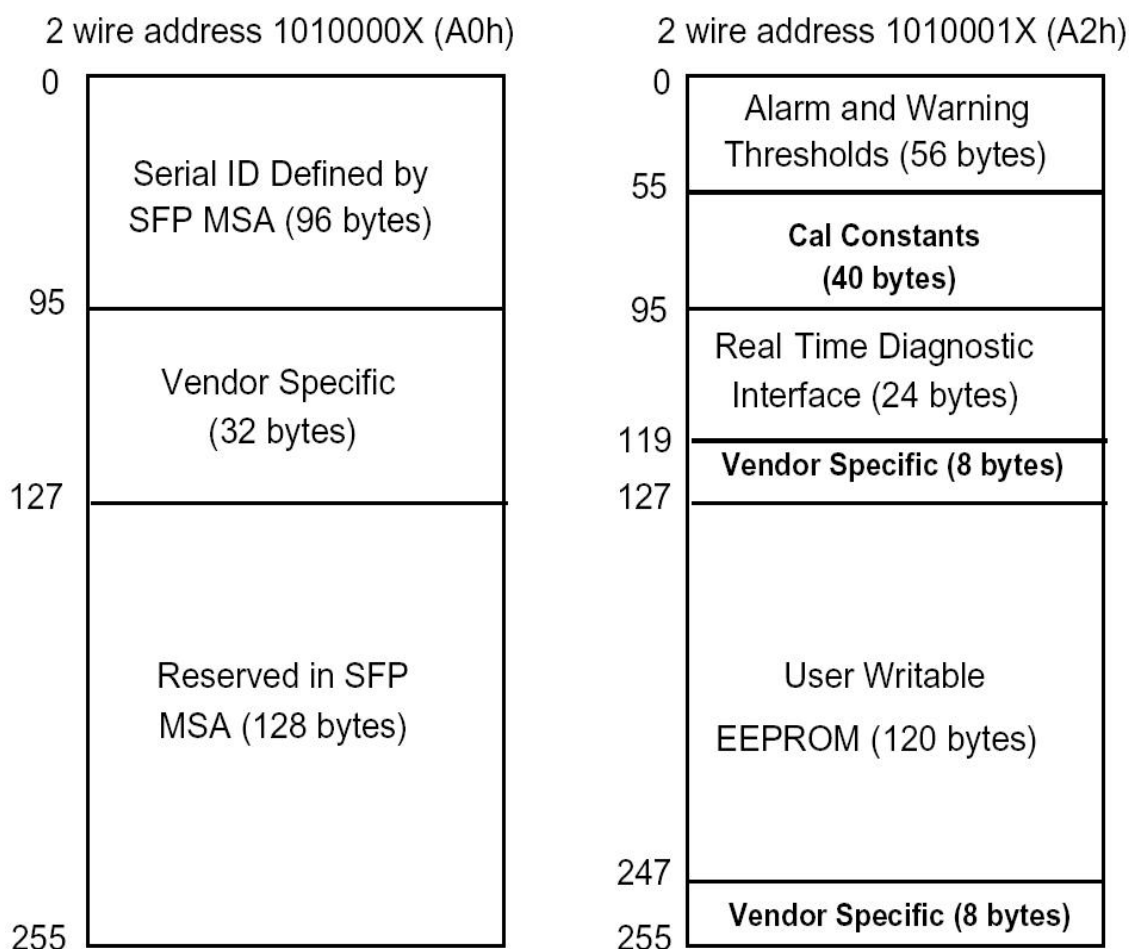 2 wire address 1010000X (A0h)
0
Serial ID Defined by
SFP MSA (96 bytes)
95
Vendor Specific
(32 bytes)
127
Reserved in SFP
MSA (128 bytes)
255
2 wire address 1010001X (A2h)
0
Alarm and Warning
Thresholds (56 bytes)
55
Cal Constants
(40 bytes)
95
Real Time Diagnostic
Interface (24 bytes)
119
Vendor Specific (8 bytes)
127
User Writable
EEPROM (120 bytes)
247
Vendor Specific (8 bytes)
255